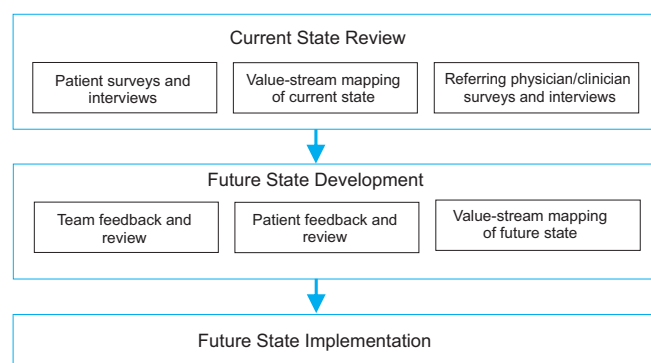 Current State Review
Patient surveys and
interviews
Value-stream mapping
of current state
Referring physician/clinician
surveys and interviews
Future State Development
Team feedback and
review
Patient feedback and
review
Value-stream mapping
of future state
Future State Implementation